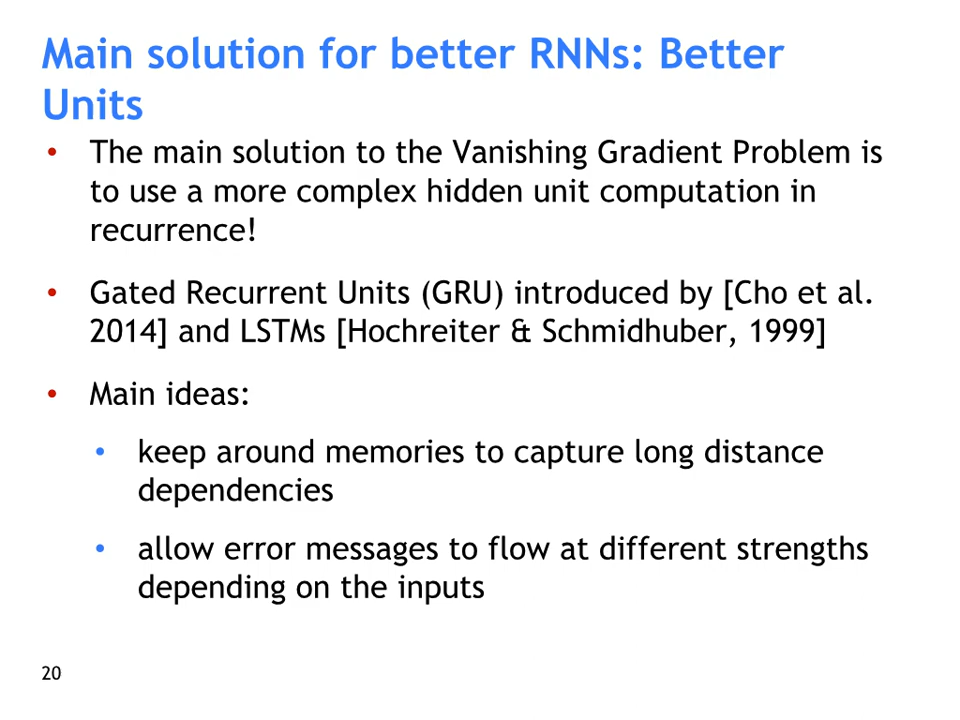 Main solution for better RNNs: Better
Units
• The main solution to the Vanishing Gradient Problem is
to use a more complex hidden unit computation in
recurrence!
• Gated Recurrent Units (GRU) introduced by [Cho et al.
2014] and LSTMs [Hochreiter & Schmidhuber, 1999]
• Main ideas:
• keep around memories to capture long distance
dependencies
• allow error messages to flow at different strengths
depending on the inputs
20